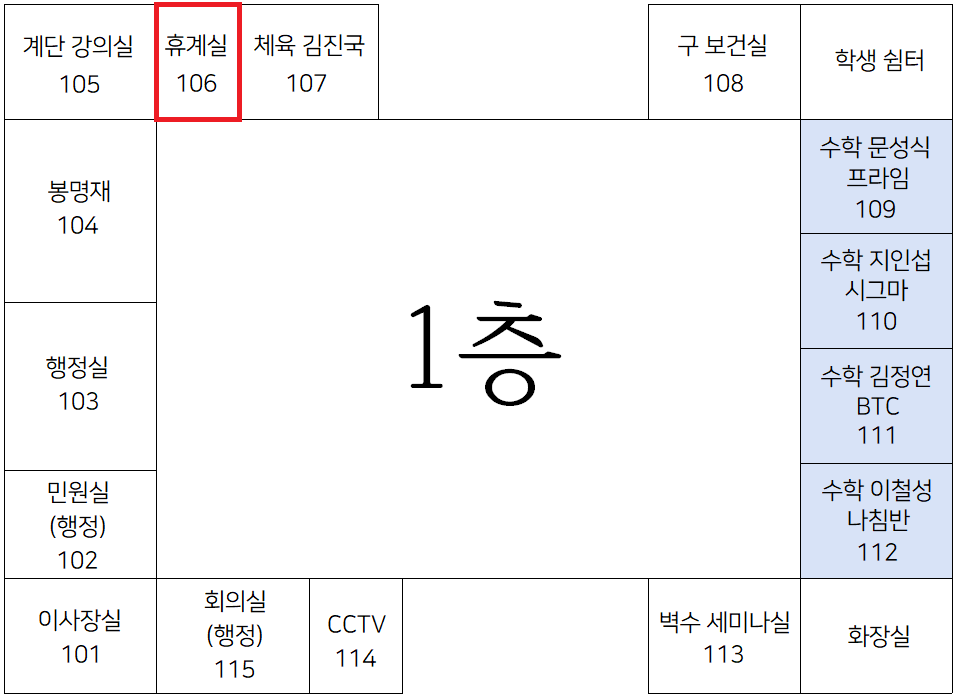 계단 강의실
105
휴계실
106
체육 김진국
107
구 보건실
108
학생 쉼터
봉명재
104
행정실
103
민원실
(행정)
102
1층
수학 문성식
프라임
109
수학 지인섭
시그마
110
수학 김정연
BTC
111
수학 이철성
나침반
112
이사장실
101
회의실
(행정)
115
CCTV
114
벽수 세미나실
113
화장실